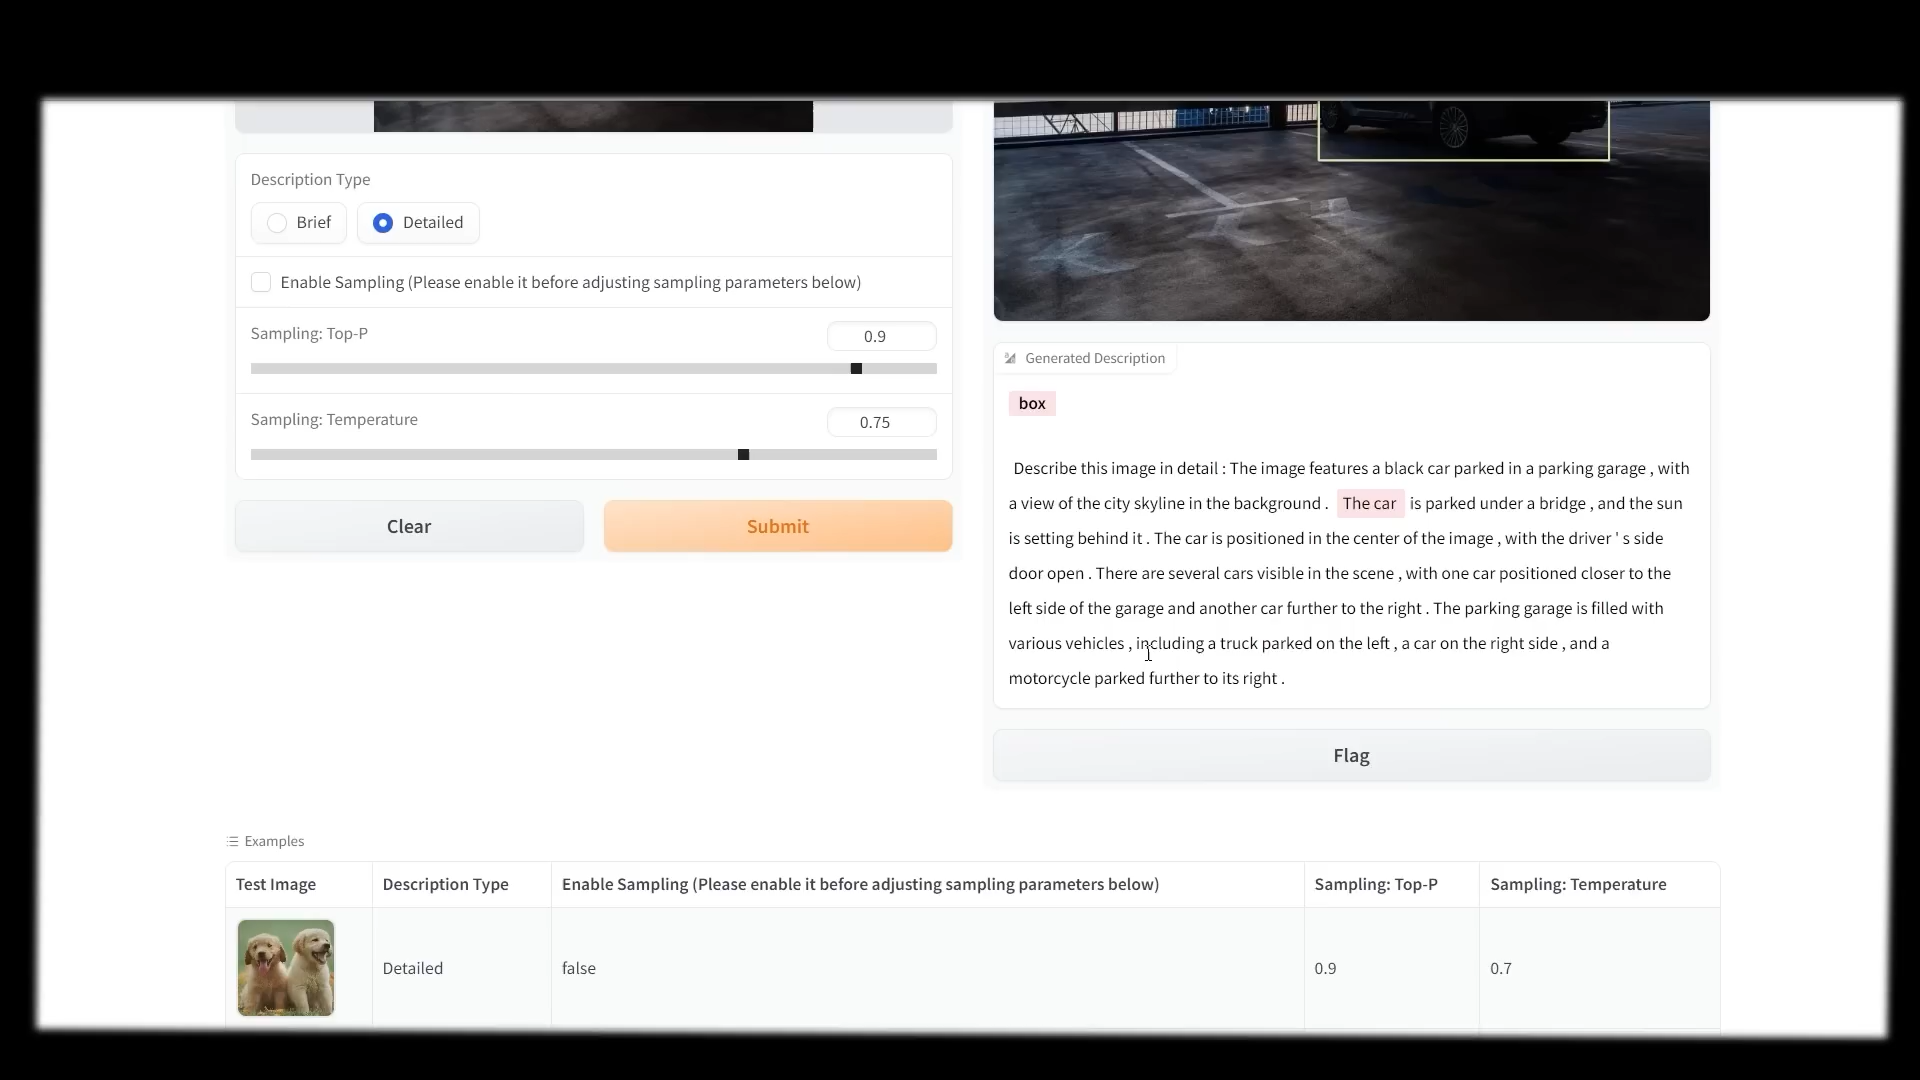 Description Type
Brief
Detailed
Enable Sampling (Please enable it before adjusting sampling parameters below)
Sampling: Top-P
0.9
Sampling: Temperature
0.75
Clear
Submit
Generated Description
box
Describe this image in detail : The image features a black car parked in a parking garage , with
a view of the city skyline in the background . The car is parked under a bridge , and the sun
is setting behind it . The car is positioned in the center of the image , with the driver ' s side
door open . There are several cars visible in the scene , with one car positioned closer to the
left side of the garage and another car further to the right . The parking garage is filled with
various vehicles , including a truck parked on the left , a car on the right side , and a
motorcycle parked further to its right .
Flag
Examples
Test Image
Description Type
Enable Sampling (Please enable it before adjusting sampling parameters below)
Sampling: Top-P
Sampling: Temperature
Detailed
false
0.9
0.7